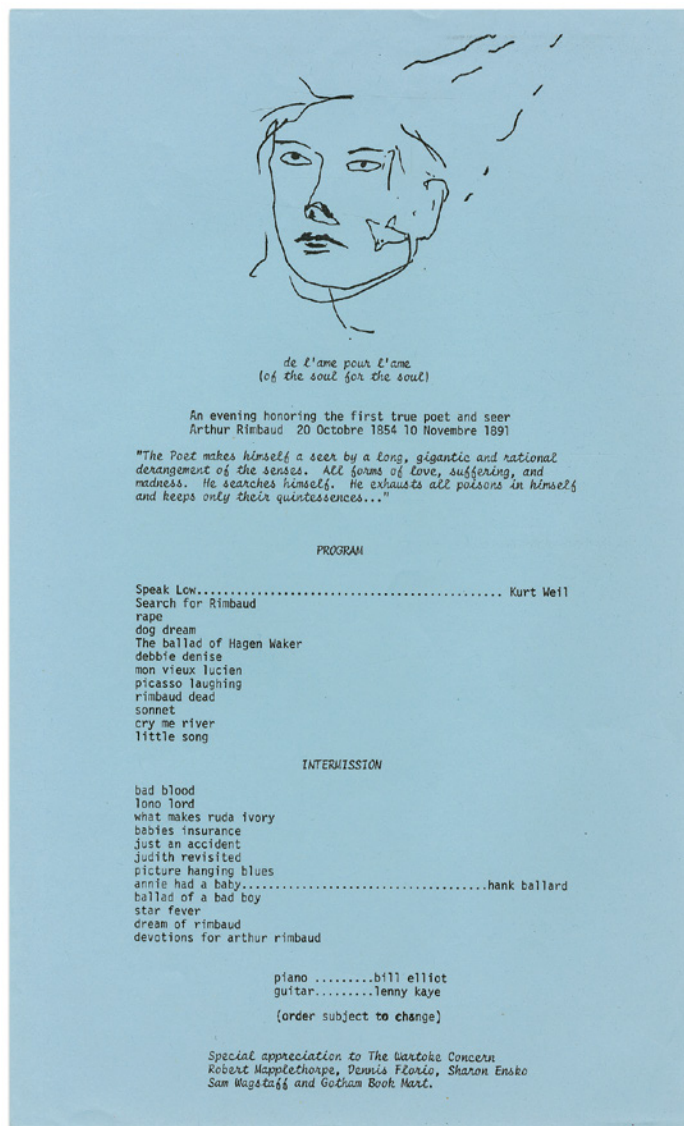 de l'ame pour l'ame
(of the soul for the soul)
An evening honoring the first true poet and seer
Arthur Rimbaud 20 Octobre 1854 10 Novembre 1891
"The Poet makes himself a seer by a long, gigantic and rational
derangement of the senses. All forms of love, suffering, and
madness. He searches himself. He exhausts all poisons in himself
and keeps only their quintessences..."
PROGRAM
Speak Low................................................ Kurt Weil
Search for Rimbaud
rape
dog dream
The ballad of Hagen Waker
debbie denise
mon vieux lucien
picasso laughing
rimbaud dead
sonnet
cry me river
little song
INTERMISSION
bad blood
lono lord
what makes ruda ivory
babies insurance
just an accident
judith revisited
picture hanging blues
annie had a baby.......................................hank ballard
ballad of a bad boy
star fever
dream of rimbaud
devotions for arthur rimbaud
piano .........bill elliot
guitar.........lenny kaye
(order subject to change)
Special appreciation to The Wartoke Concern
Robert Mapplethorpe, Dennis Florio, Sharon Ensko
Sam Wagstaff and Gotham Book Mart.